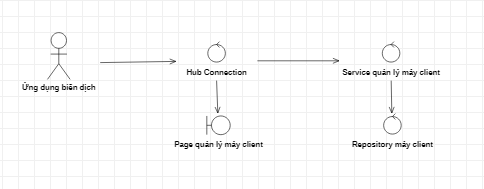 Ứng dụng biên dịch
Hub Connection
Service quản lý máy client
Page quản lý máy client
Repository máy client